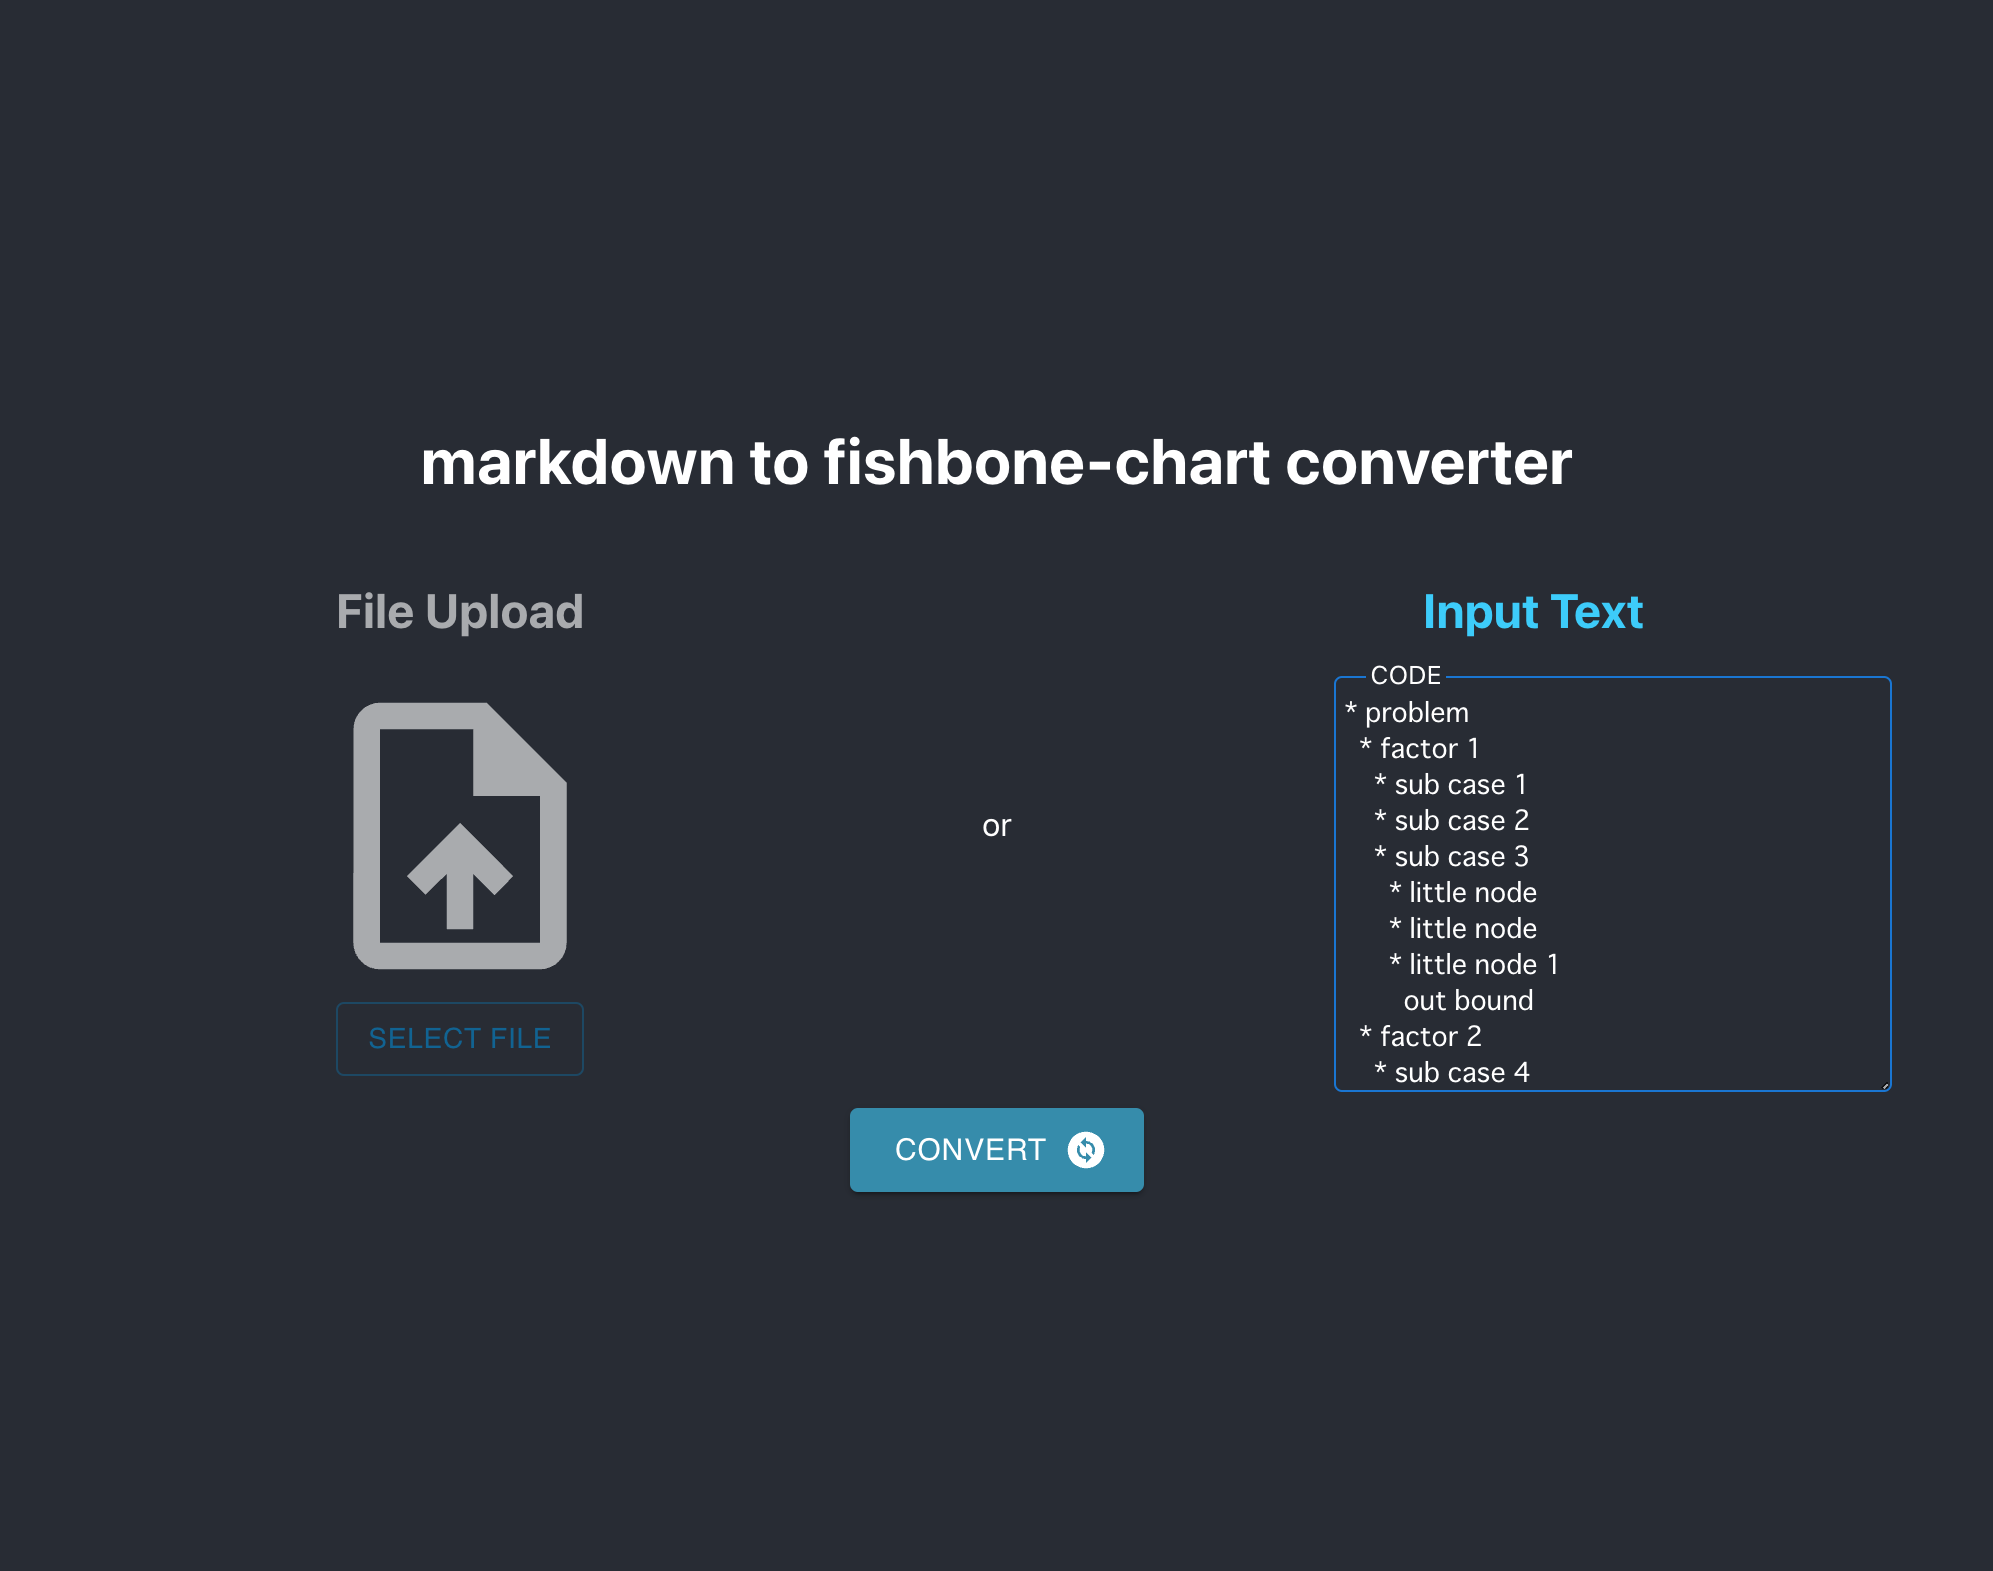 markdown to fishbone-chart converter
File Upload
SELECT FILE
or
Input Text
CODE
* problem
  * factor 1
    * sub case 1
    * sub case 2
    * sub case 3
      * little node
      * little node
      * little node 1
        out bound
  * factor 2
    * sub case 4
CONVERT